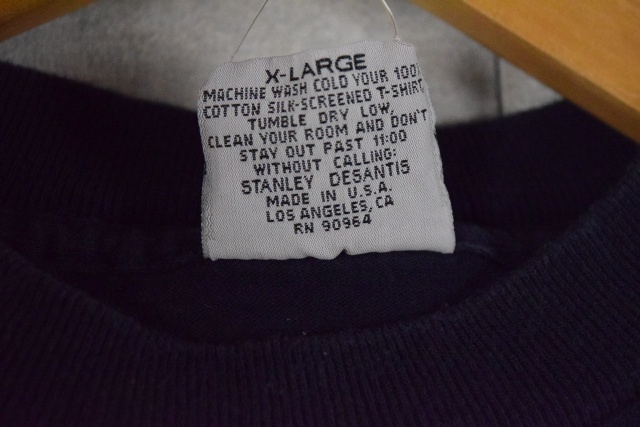 X-LARGE
MACHINE WASH COLD YOUR 100
COTTON SILK-SCREENED T-SHIRT
TUMBLE DRY LOW,
CLEAN YOUR ROOM AND DON'T
STAY OUT PAST 11:00
WITHOUT CALLING:
STANLEY DESANTIS
MADE IN U.S.A.
LOS ANGELES, CA
RN 90964